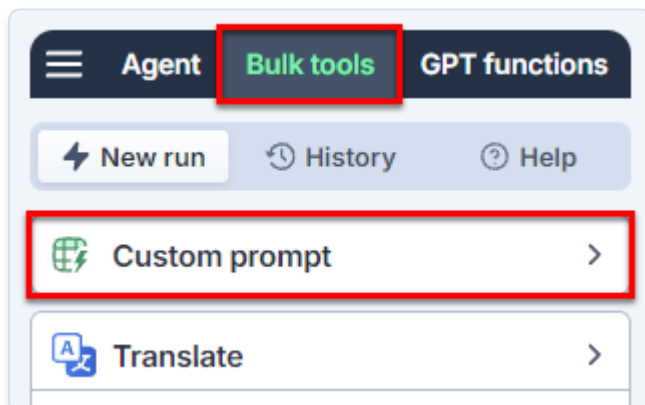 Agent Bulk tools GPT functions
New run History Help
Custom prompt
Translate